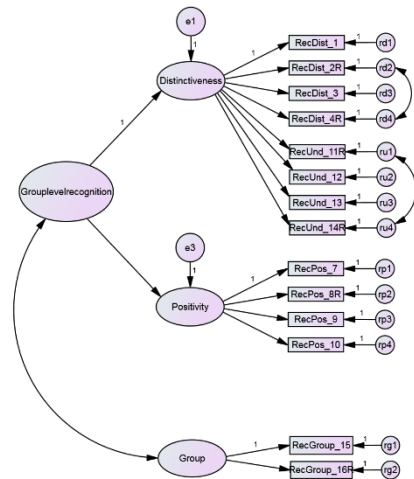 e1
1
1
RecDist_1
1
rd1
RecDist_2R
1
rd2
Distinctiveness
RecDist_3
1
rd3
RecDist_4R
1
rd4
1
RecUnd_11R
1
ru1
RecUnd_12
1
ru2
Grouplevelrecognition
RecUnd_13
1
ru3
RecUnd_14R
1
ru4
e3
1
1
RecPos_7
1
rp1
RecPos_8R
1
rp2
Positivity
RecPos_9
1
rp3
RecPos_10
1
rp4
1
RecGroup_15
1
rg1
Group
RecGroup_16R
1
rg2